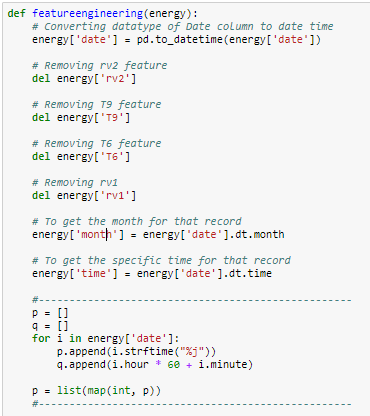 def featureengineering(energy):
    # Converting datatype of Date column to date time
    energy['date'] = pd.to_datetime(energy['date'])

    # Removing rv2 feature
    del energy['rv2']

    # Removing T9 feature
    del energy['T9']

    # Removing T6 feature
    del energy['T6']

    # Removing rv1
    del energy['rv1']

    # To get the month for that record
    energy['month'] = energy['date'].dt.month

    # To get the specific time for that record
    energy['time'] = energy['date'].dt.time

    #------------------------------------------------
    p = []
    q = []
    for i in energy['date']:
        p.append(i.strftime("%j"))
        q.append(i.hour * 60 + i.minute)

    p = list(map(int, p))
    #------------------------------------------------